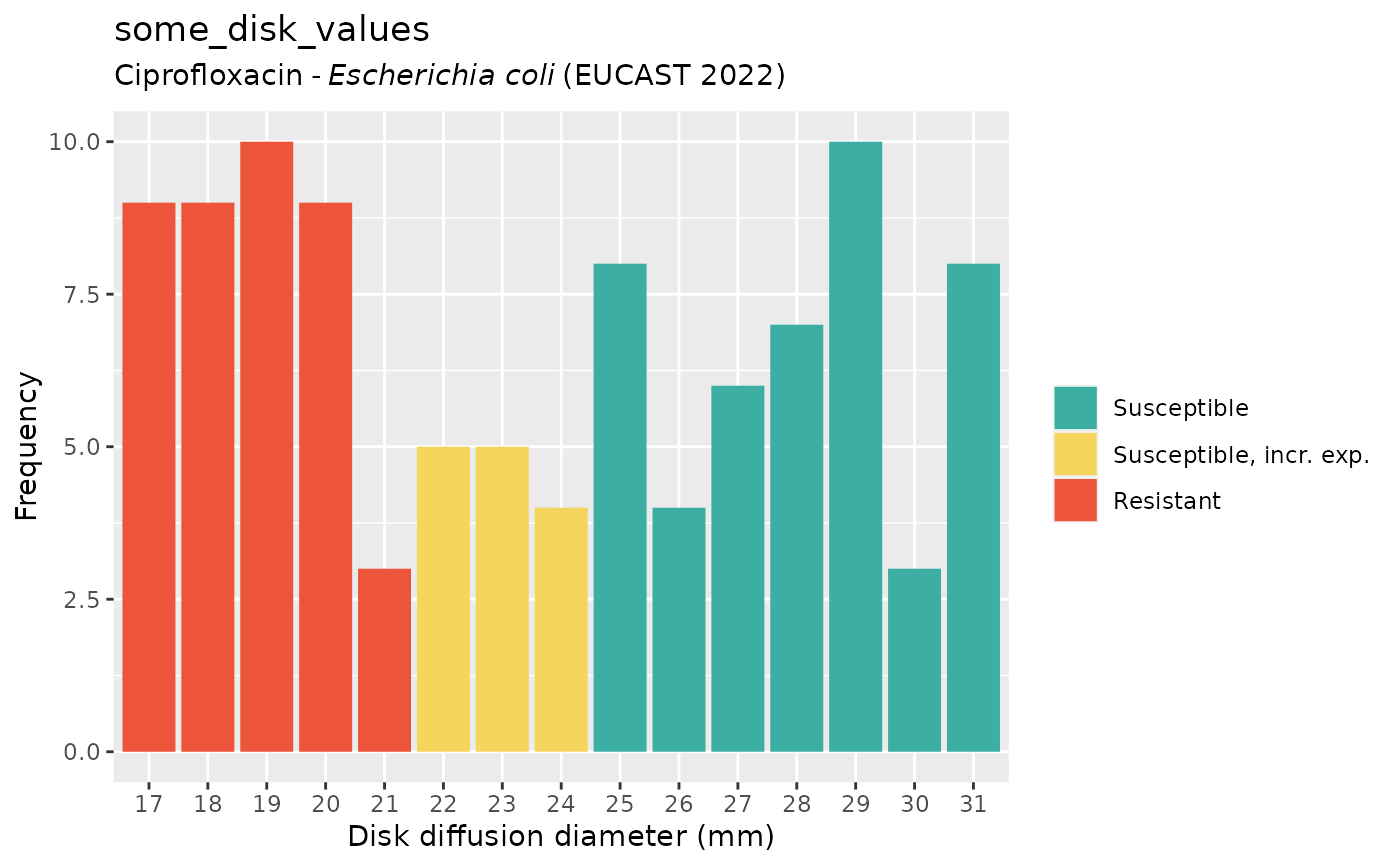 some_disk_values
Ciprofloxacin - Escherichia coli (EUCAST 2022)
Frequency
10.0
7.5
5.0
2.5
0.0
17 18 19 20 21 22 23 24 25 26 27 28 29 30 31
Disk diffusion diameter (mm)
Susceptible
Susceptible, incr. exp.
Resistant